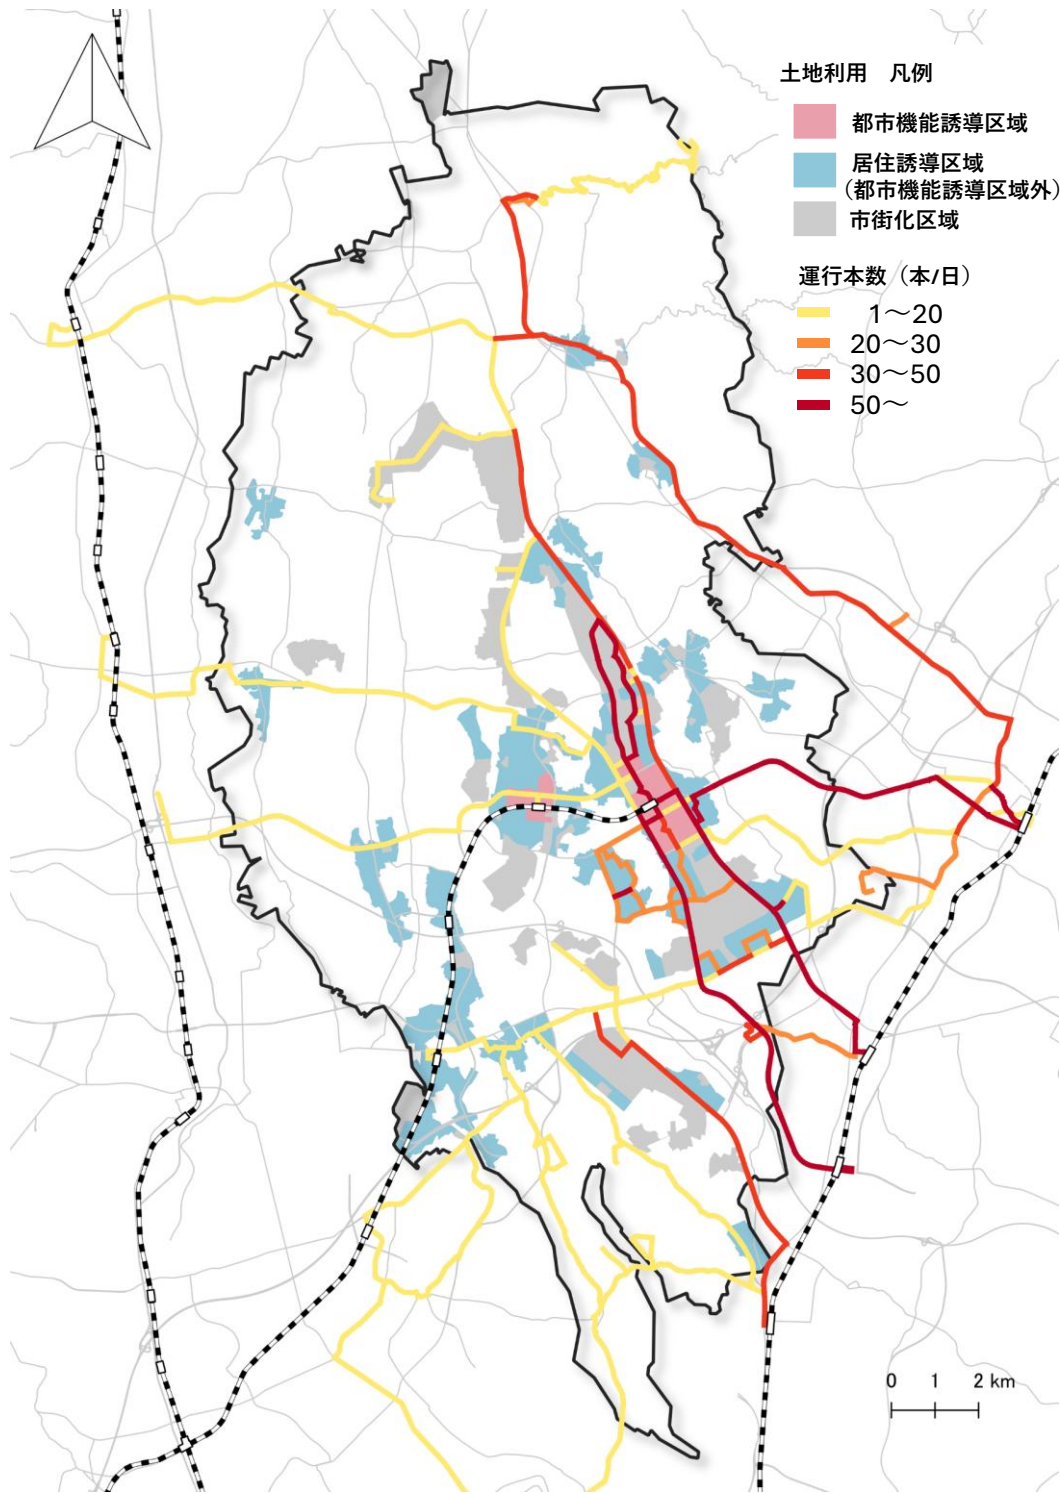 土地利用　凡例
都市機能誘導区域
居住誘導区域
（都市機能誘導区域外）
市街化区域
運行本数（本/日）
1～20
20～30
30～50
50～
0 1 2 km